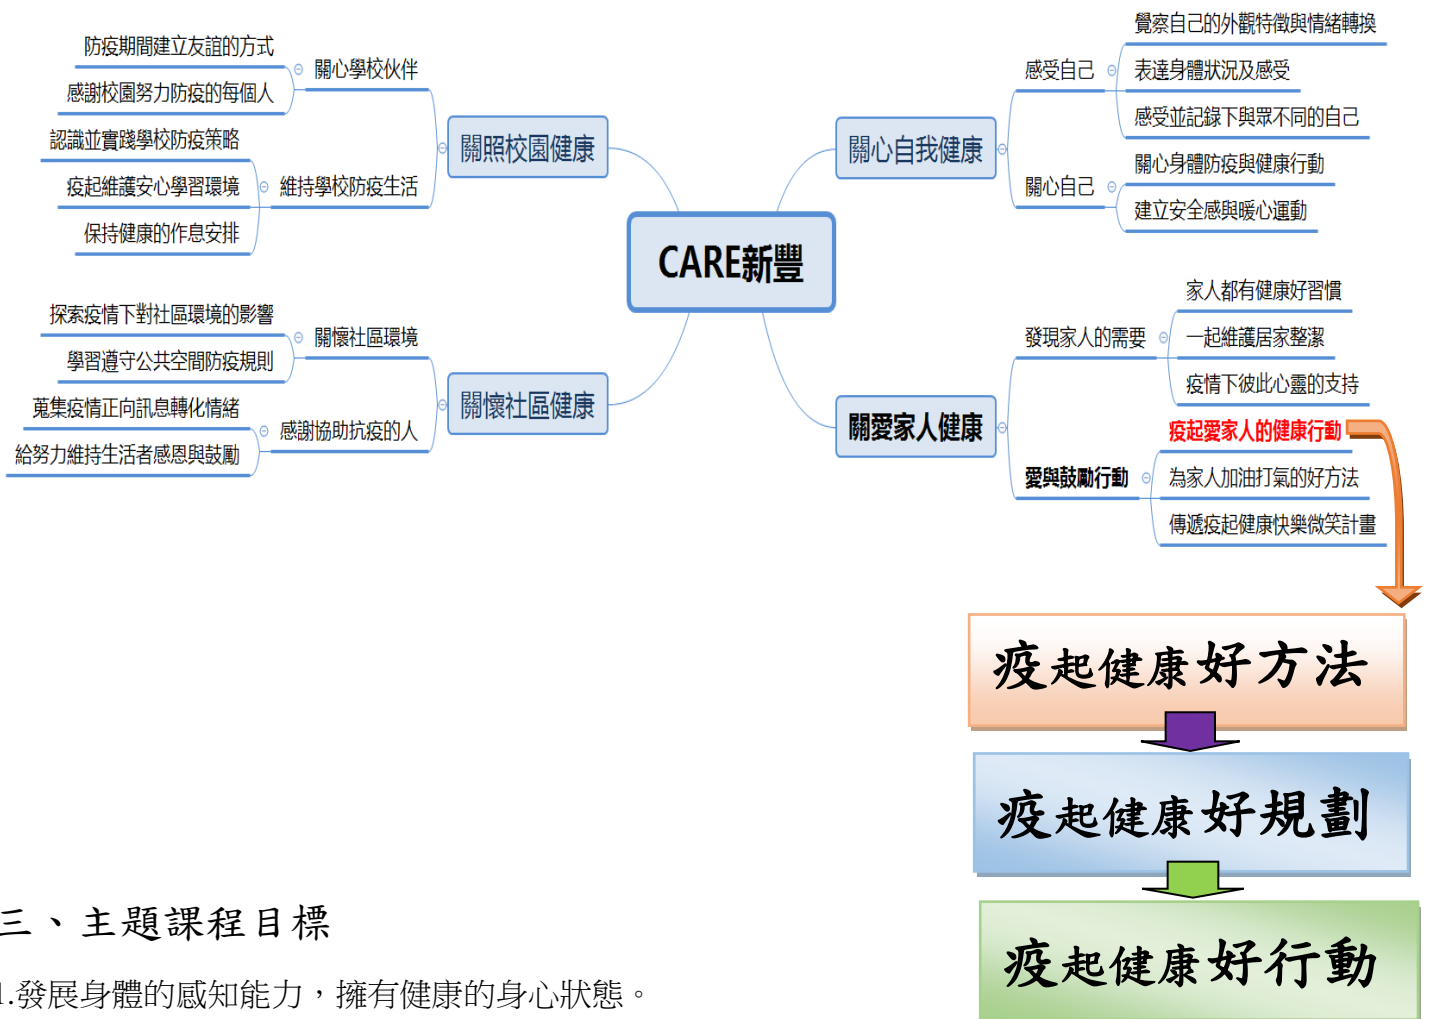 防疫期間建立友誼的方式
感謝校園努力防疫的每個人
關心學校伙伴
認識並實踐學校防疫策略
疫起維護安心學習環境
保持健康的作息安排
維持學校防疫生活
關照校園健康
探索疫情下對社區環境的影響
學習遵守公共空間防疫規則
關懷社區環境
蒐集疫情正向訊息轉化情緒
給努力維持生活者感恩與鼓勵
感謝協助抗疫的人
關懷社區健康
CARE新豐
關心自我健康
感受自己
覺察自己的外觀特徵與情緒轉換
表達身體狀況及感受
感受並記錄下與眾不同的自己
關心自己
關心身體防疫與健康行動
建立安全感與暖心運動
關愛家人健康
發現家人的需要
家人都有健康好習慣
一起維護居家整潔
疫情下彼此心靈的支持
愛與鼓勵行動
疫起愛家人的健康行動
為家人加油打氣的好方法
傳遞疫起健康快樂微笑計畫
疫起健康好方法
疫起健康好規劃
疫起健康好行動
三、主題課程目標
1.發展身體的感知能力，擁有健康的身心狀態。